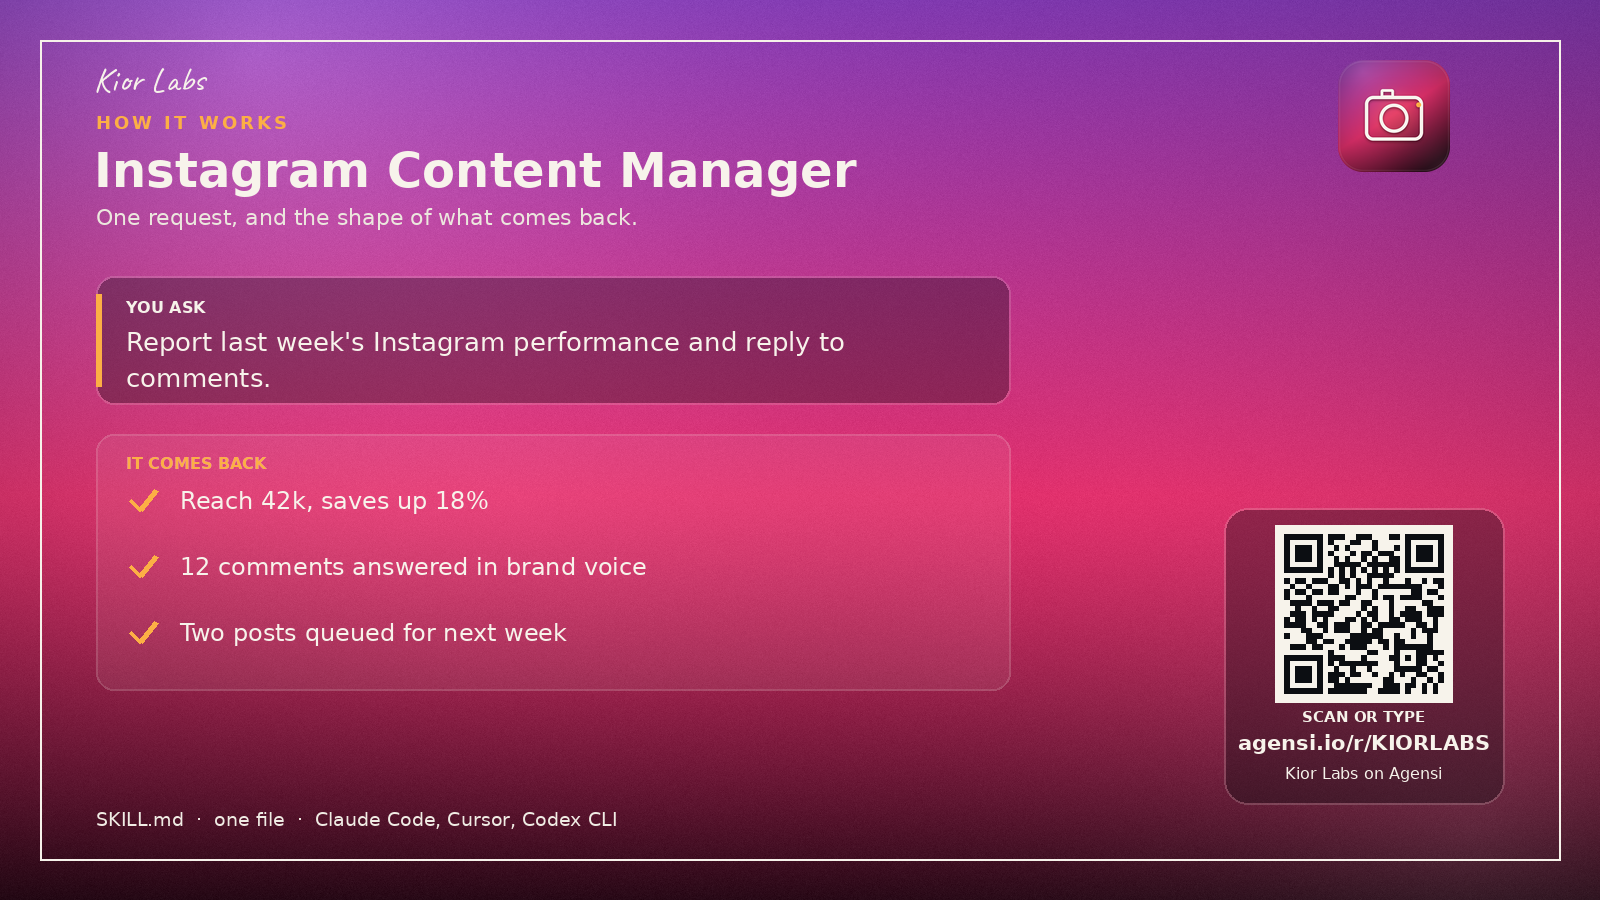 Kior Labs
HOW IT WORKS
Instagram Content Manager
One request, and the shape of what comes back.
YOU ASK
Report last week's Instagram performance and reply to
comments.
IT COMES BACK
Reach 42k, saves up 18%
12 comments answered in brand voice
Two posts queued for next week
SCAN OR TYPE
agensi.io/r/KIORLABS
Kior Labs on Agensi
SKILL.md · one file · Claude Code, Cursor, Codex CLI